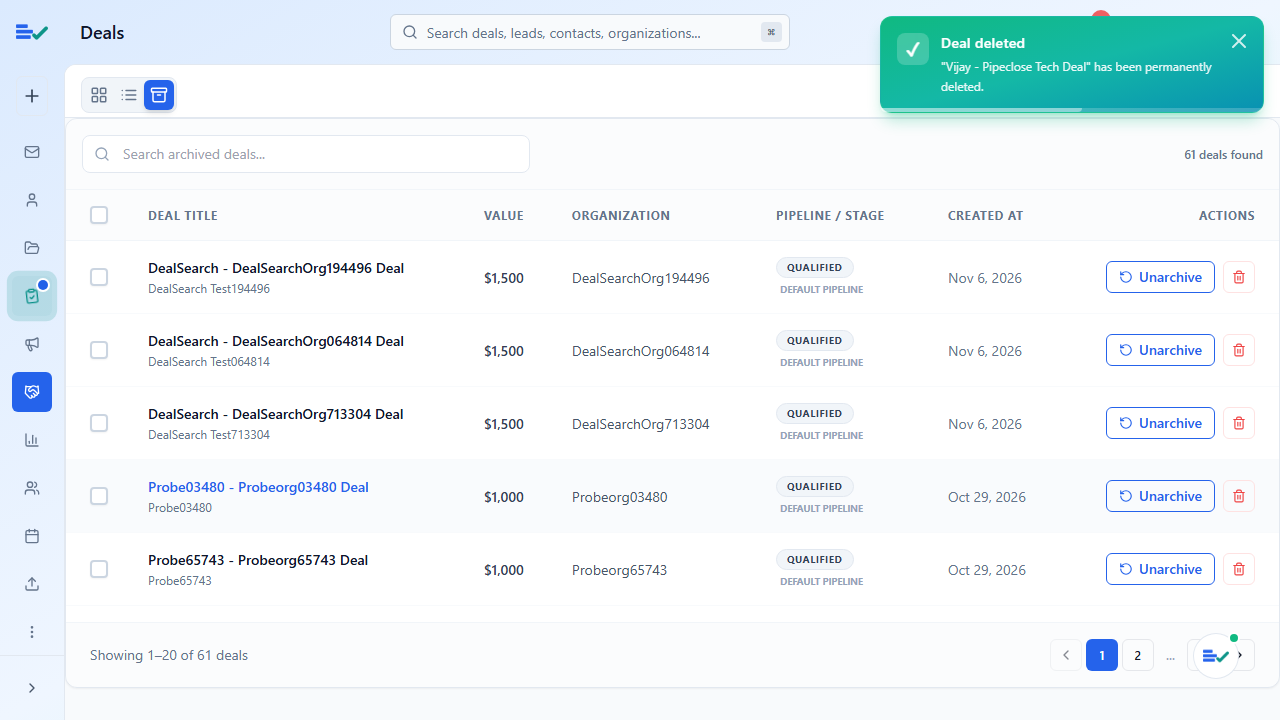 Deals
Search deals, leads, contacts, organizations...
⌘
Deal deleted
"Vijay - Pipeclose Tech Deal" has been permanently
deleted.
Search archived deals...
61 deals found
DEAL TITLE VALUE ORGANIZATION PIPELINE / STAGE CREATED AT ACTIONS
DealSearch - DealSearchOrg194496 Deal
DealSearch Test194496
$1,500
DealSearchOrg194496
QUALIFIED
DEFAULT PIPELINE
Nov 6, 2026
Unarchive
DealSearch - DealSearchOrg064814 Deal
DealSearch Test064814
$1,500
DealSearchOrg064814
QUALIFIED
DEFAULT PIPELINE
Nov 6, 2026
Unarchive
DealSearch - DealSearchOrg713304 Deal
DealSearch Test713304
$1,500
DealSearchOrg713304
QUALIFIED
DEFAULT PIPELINE
Nov 6, 2026
Unarchive
Probe03480 - Probeorg03480 Deal
Probe03480
$1,000
Probeorg03480
QUALIFIED
DEFAULT PIPELINE
Oct 29, 2026
Unarchive
Probe65743 - Probeorg65743 Deal
Probe65743
$1,000
Probeorg65743
QUALIFIED
DEFAULT PIPELINE
Oct 29, 2026
Unarchive
Showing 1–20 of 61 deals
1 2 ...